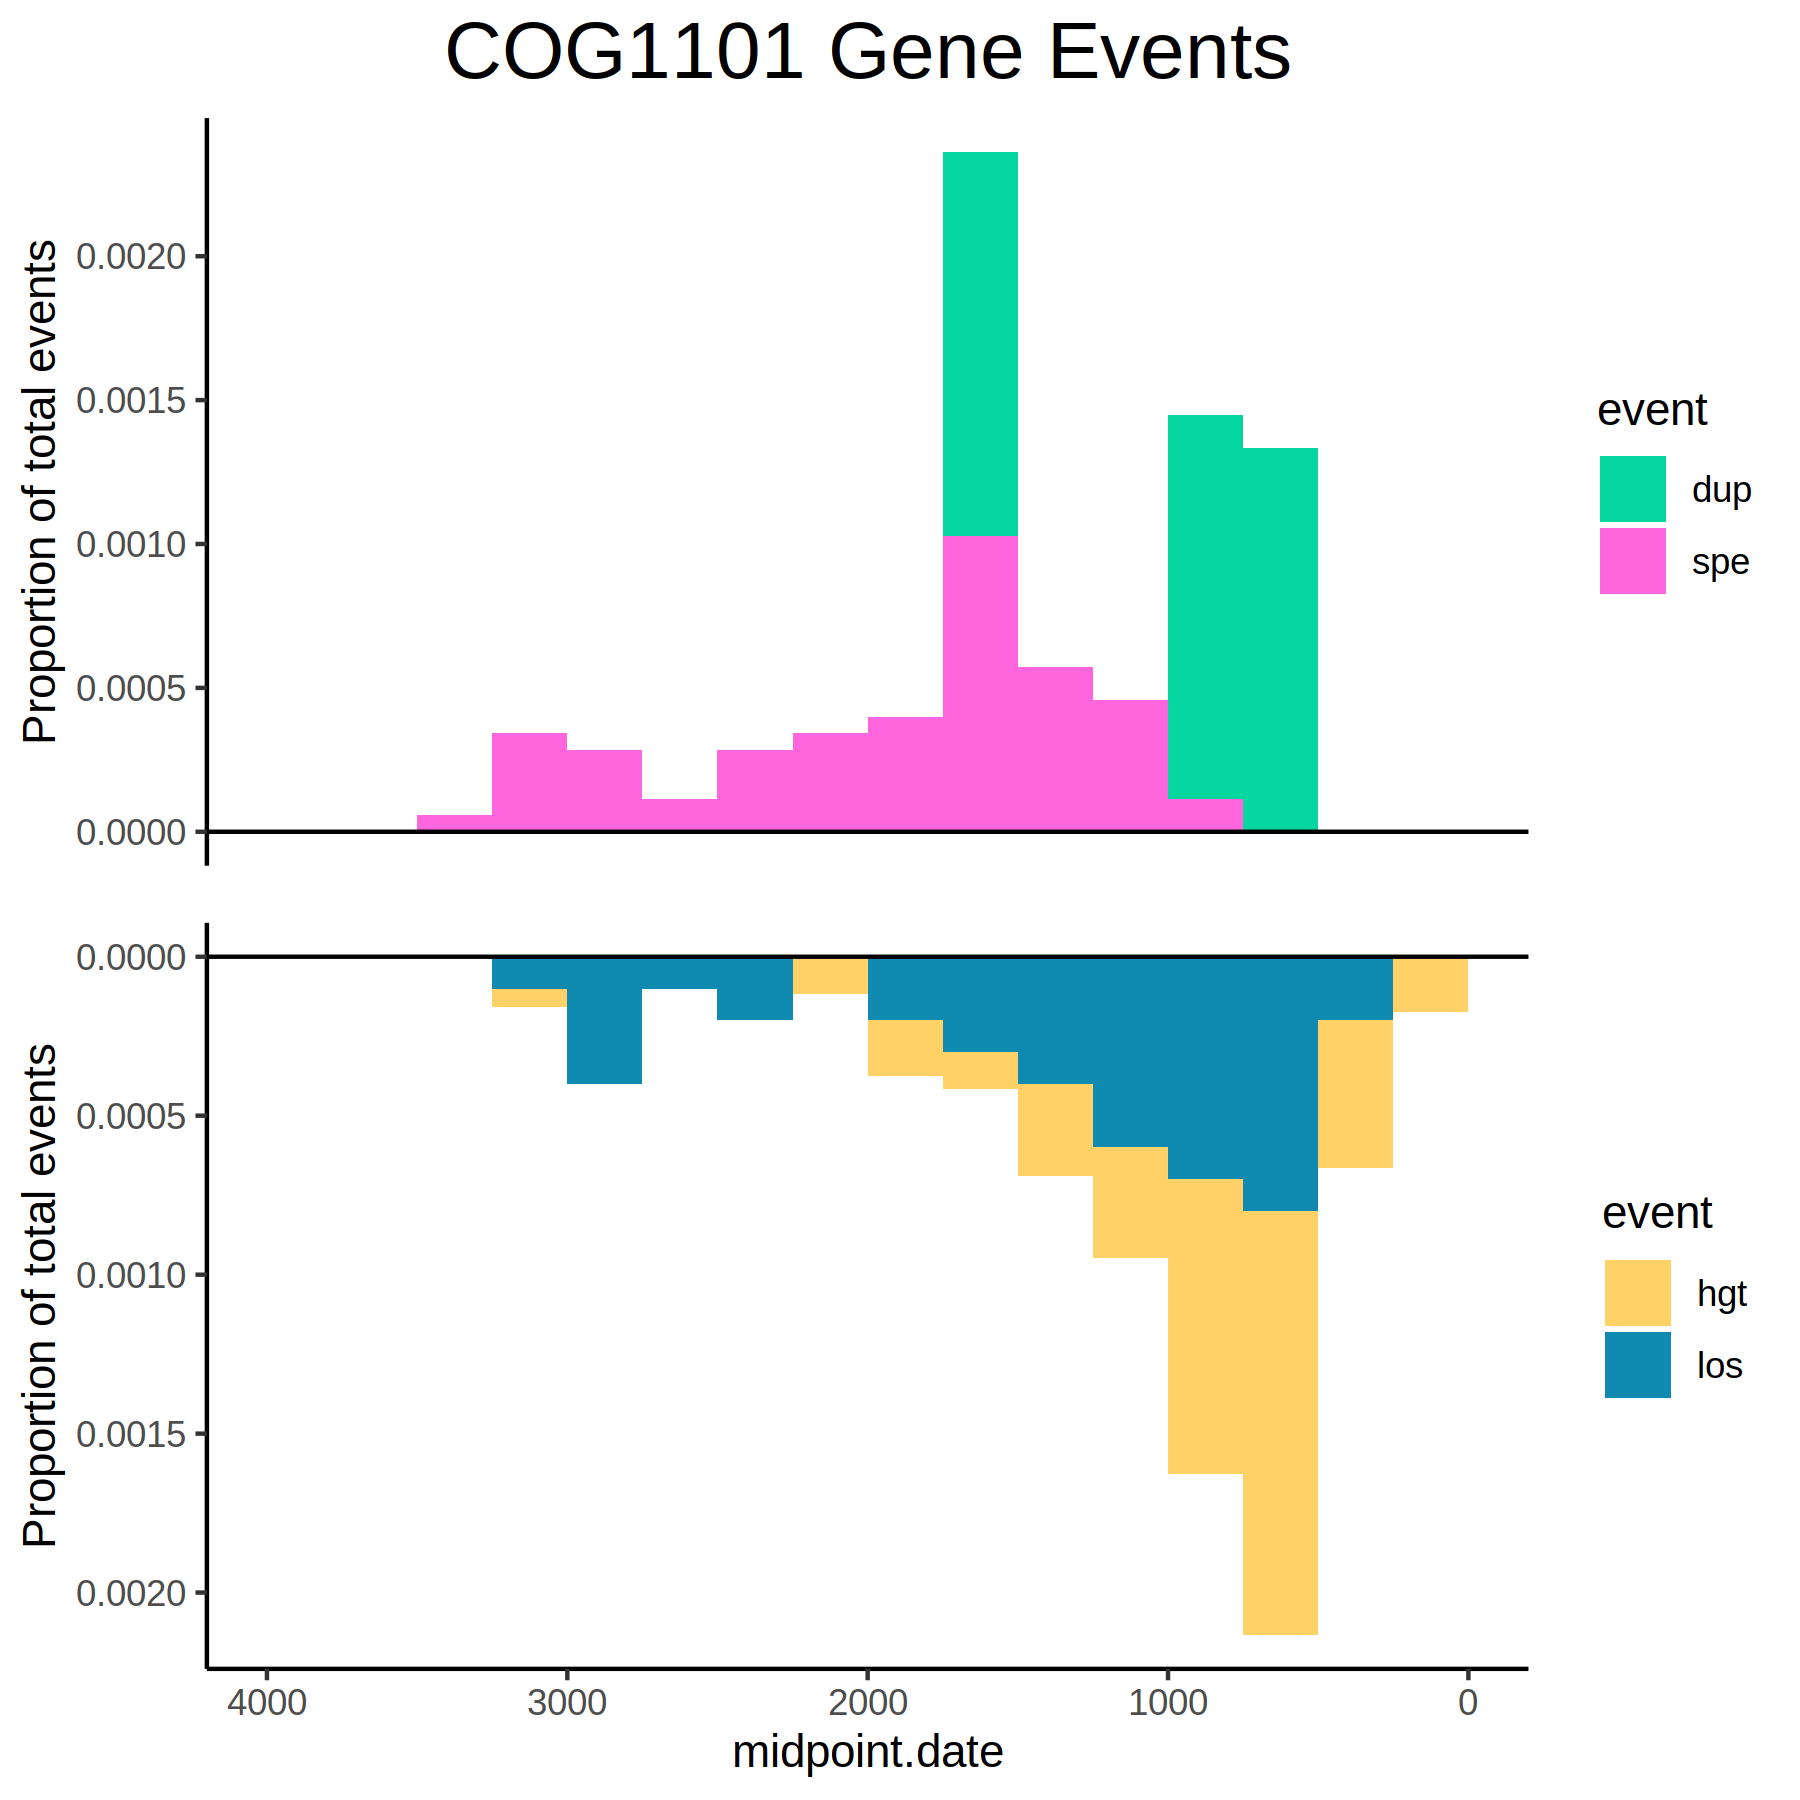 COG1101 Gene Events
Proportion of total events
0.0020
0.0015
0.0010
0.0005
0.0000
event
dup
spe
Proportion of total events
0.0000
0.0005
0.0010
0.0015
0.0020
event
hgt
los
4000 3000 2000 1000 0
midpoint.date